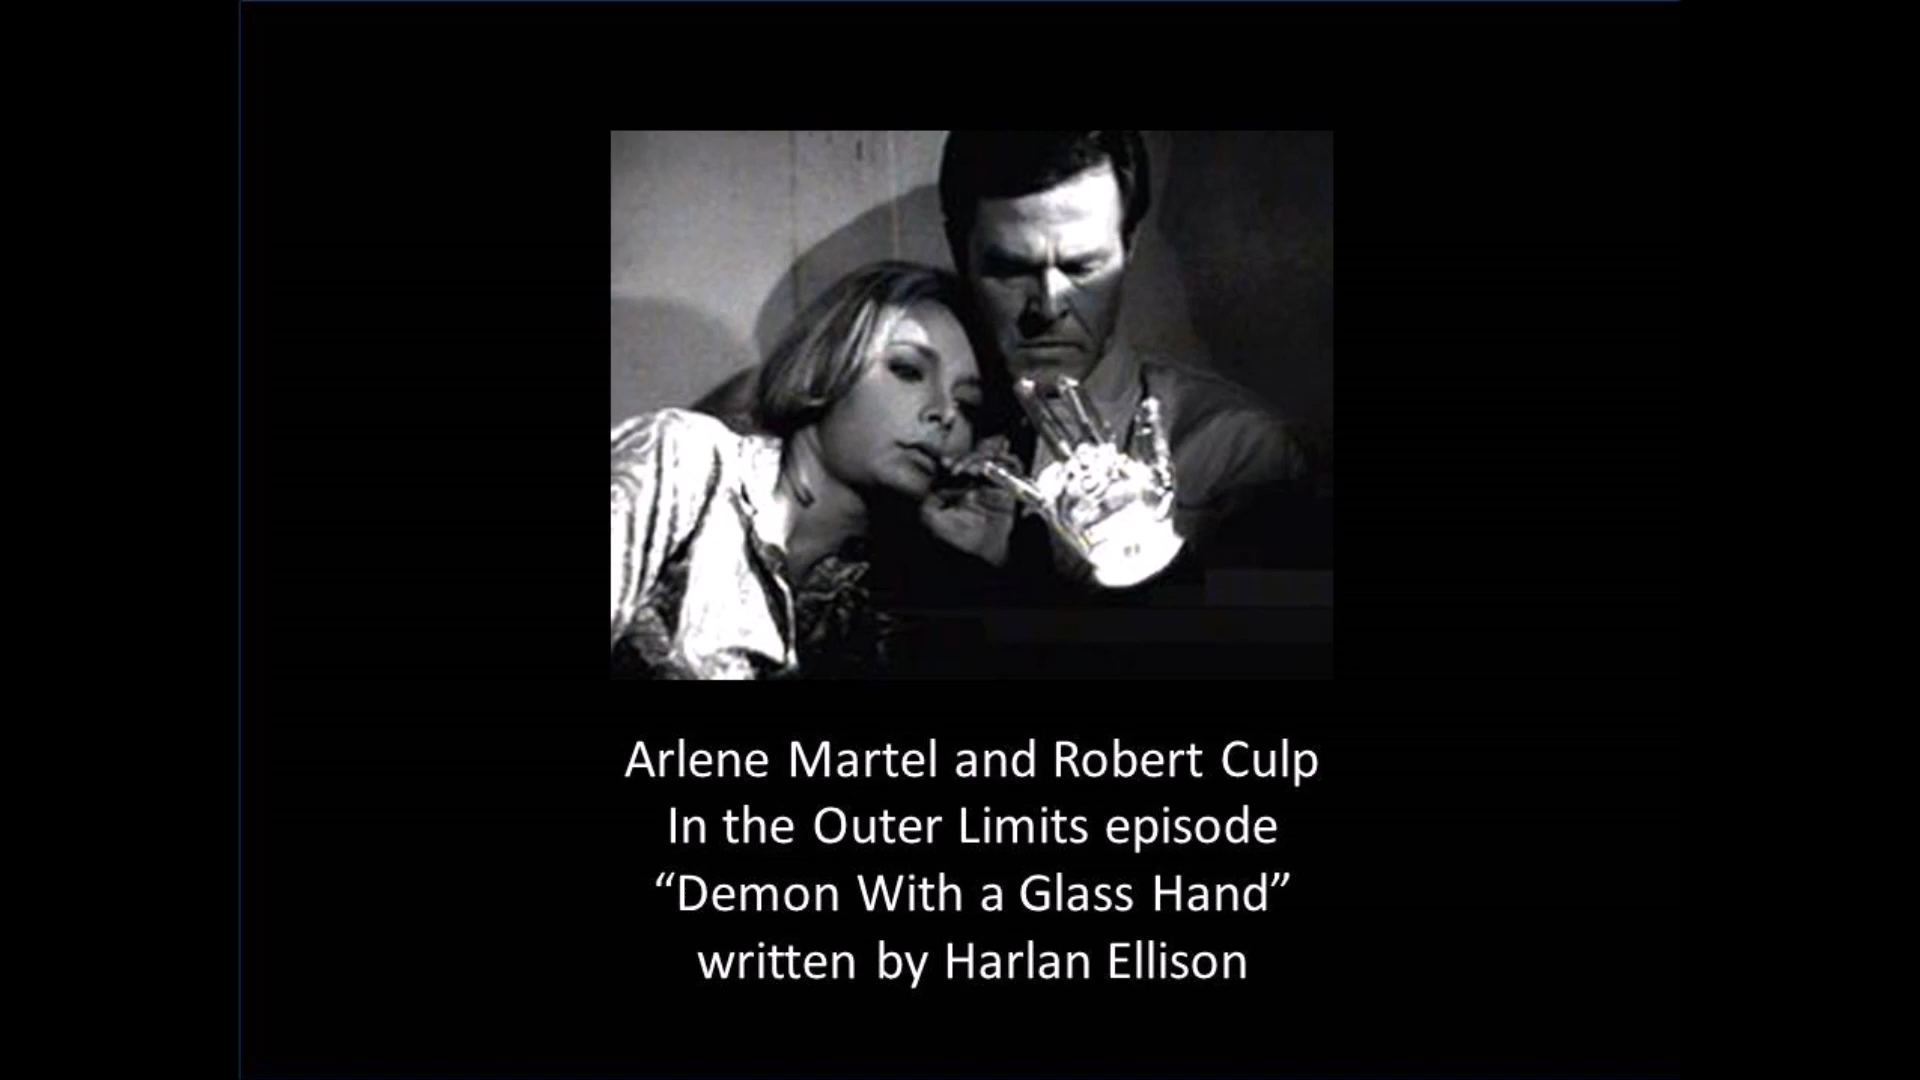 Arlene Martel and Robert Culp
In the Outer Limits episode
“Demon With a Glass Hand”
written by Harlan Ellison